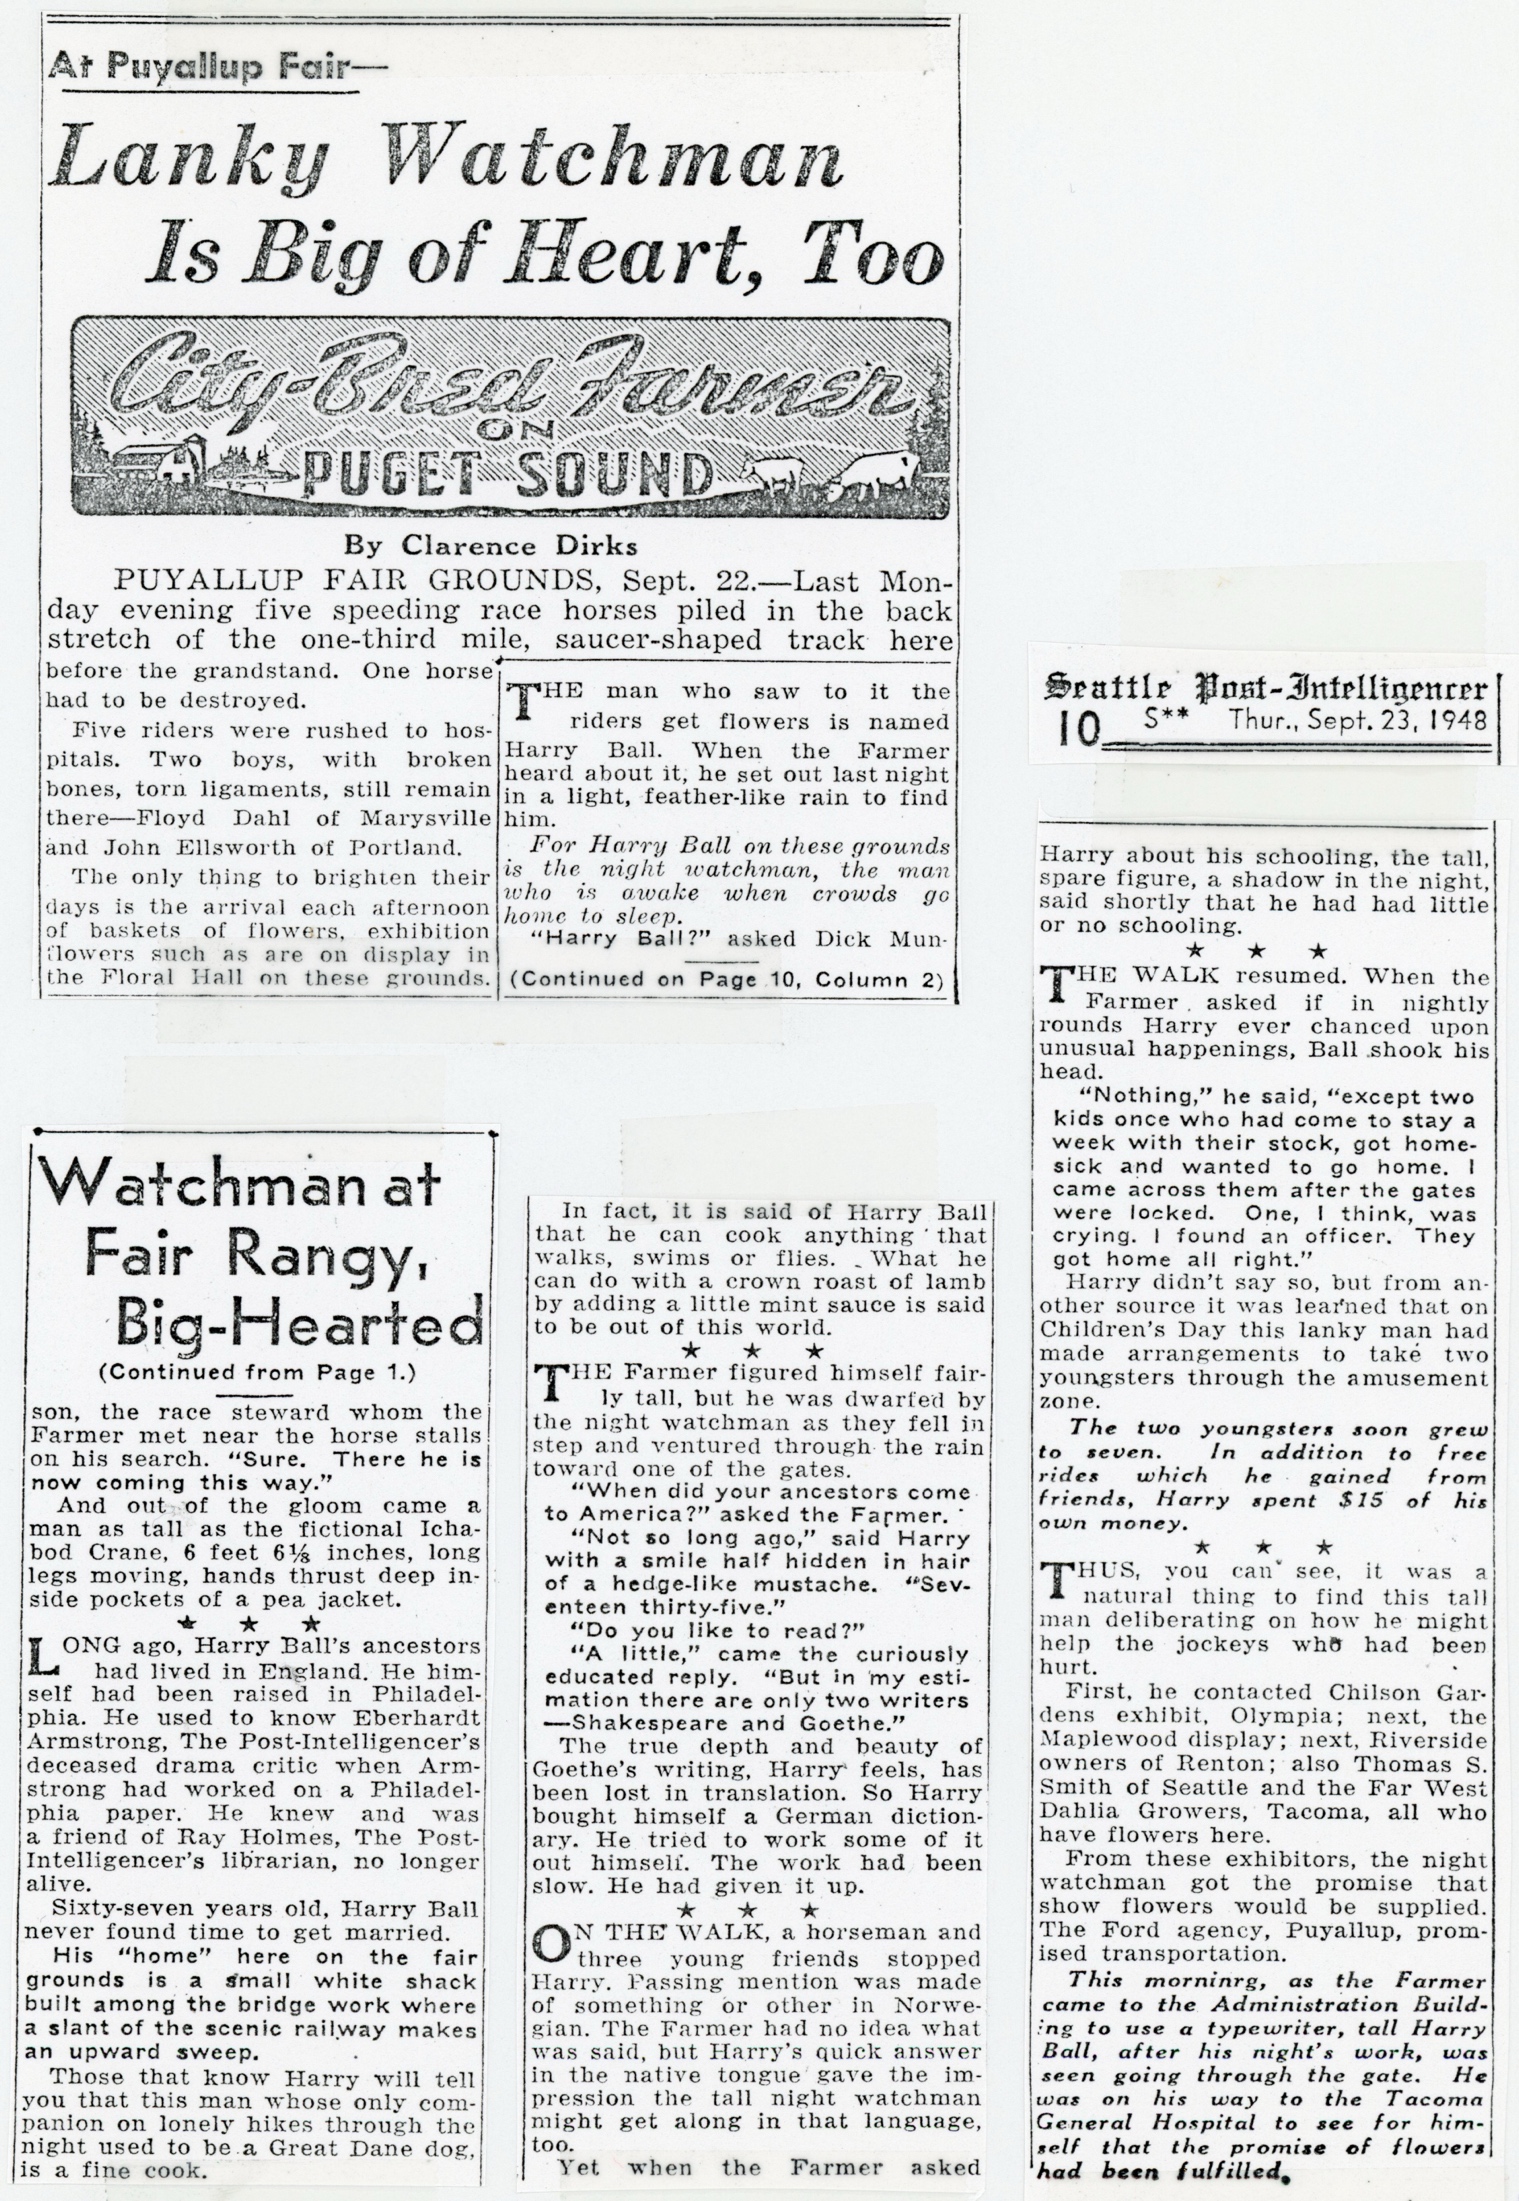 At Puyallup Fair—
Lanky Watchman
Is Big of Heart, Too
City-Bred Farmer
ON
PUGET SOUND
By Clarence Dirks
PUYALLUP FAIR GROUNDS, Sept. 22.—Last Mon-
day evening five speeding race horses piled in the back
stretch of the one-third mile, saucer-shaped track here
before the grandstand. One horse
had to be destroyed.
Five riders were rushed to hos-
pitals. Two boys, with broken
bones, torn ligaments, still remain
there—Floyd Dahl of Marysville
and John Ellsworth of Portland.
The only thing to brighten their
days is the arrival each afternoon
of baskets of flowers, exhibition
flowers such as are on display in
the Floral Hall on these grounds.
THE man who saw to it the
riders get flowers is named
Harry Ball. When the Farmer
heard about it, he set out last night
in a light, feather-like rain to find
him.
For Harry Ball on these grounds
is the night watchman, the man
who is awake when crowds go
home to sleep.
"Harry Ball?" asked Dick Mun-
(Continued on Page 10, Column 2)
Watchman at
Fair Rangy,
Big-Hearted
(Continued from Page 1.)
son, the race steward whom the
Farmer met near the horse stalls
on his search. "Sure. There he is
now coming this way."
And out of the gloom came a
man as tall as the fictional Icha-
bod Crane, 6 feet 6⅛ inches, long
legs moving, hands thrust deep in-
side pockets of a pea jacket.
★ ★ ★
LONG ago, Harry Ball's ancestors
had lived in England. He him-
self had been raised in Philadel-
phia. He used to know Eberhardt
Armstrong, The Post-Intelligencer's
deceased drama critic when Arm-
strong had worked on a Philadel-
phia paper. He knew and was
a friend of Ray Holmes, The Post-
Intelligencer's librarian, no longer
alive.
Sixty-seven years old, Harry Ball
never found time to get married.
His "home" here on the fair
grounds is a small white shack
built among the bridge work where
a slant of the scenic railway makes
an upward sweep.
Those that know Harry will tell
you that this man whose only com-
panion on lonely hikes through the
night used to be a Great Dane dog,
is a fine cook.
In fact, it is said of Harry Ball
that he can cook anything that
walks, swims or flies. What he
can do with a crown roast of lamb
by adding a little mint sauce is said
to be out of this world.
★ ★ ★
THE Farmer figured himself fair-
ly tall, but he was dwarfed by
the night watchman as they fell in
step and ventured through the rain
toward one of the gates.
"When did your ancestors come
to America?" asked the Farmer.
"Not so long ago," said Harry
with a smile half hidden in hair
of a hedge-like mustache. "Sev-
enteen thirty-five."
"Do you like to read?"
"A little," came the curiously
educated reply. "But in my esti-
mation there are only two writers
—Shakespeare and Goethe."
The true depth and beauty of
Goethe's writing, Harry feels, has
been lost in translation. So Harry
bought himself a German diction-
ary. He tried to work some of it
out himself. The work had been
slow. He had given it up.
★ ★ ★
ON THE WALK, a horseman and
three young friends stopped
Harry. Passing mention was made
of something or other in Norwe-
gian. The Farmer had no idea what
was said, but Harry's quick answer
in the native tongue gave the im-
pression the tall night watchman
might get along in that language,
too.
Yet when the Farmer asked
Seattle Post-Intelligencer
10 S** Thur., Sept. 23, 1948
Harry about his schooling, the tall,
spare figure, a shadow in the night,
said shortly that he had had little
or no schooling.
★ ★ ★
THE WALK resumed. When the
Farmer asked if in nightly
rounds Harry ever chanced upon
unusual happenings, Ball shook his
head.
"Nothing," he said, "except two
kids once who had come to stay a
week with their stock, got home-
sick and wanted to go home. I
came across them after the gates
were locked. One, I think, was
crying. I found an officer. They
got home all right."
Harry didn't say so, but from an-
other source it was learned that on
Children's Day this lanky man had
made arrangements to take two
youngsters through the amusement
zone.
The two youngsters soon grew
to seven. In addition to free
rides which he gained from
friends, Harry spent $15 of his
own money.
★ ★ ★
THUS, you can see, it was a
natural thing to find this tall
man deliberating on how he might
help the jockeys who had been
hurt.
First, he contacted Chilson Gar-
dens exhibit, Olympia; next, the
Maplewood display; next, Riverside
owners of Renton; also Thomas S.
Smith of Seattle and the Far West
Dahlia Growers, Tacoma, all who
have flowers here.
From these exhibitors, the night
watchman got the promise that
show flowers would be supplied.
The Ford agency, Puyallup, prom-
ised transportation.
This morninrg, as the Farmer
came to the Administration Build-
ing to use a typewriter, tall Harry
Ball, after his night's work, was
seen going through the gate. He
was on his way to the Tacoma
General Hospital to see for him-
self that the promise of flowers
had been fulfilled.